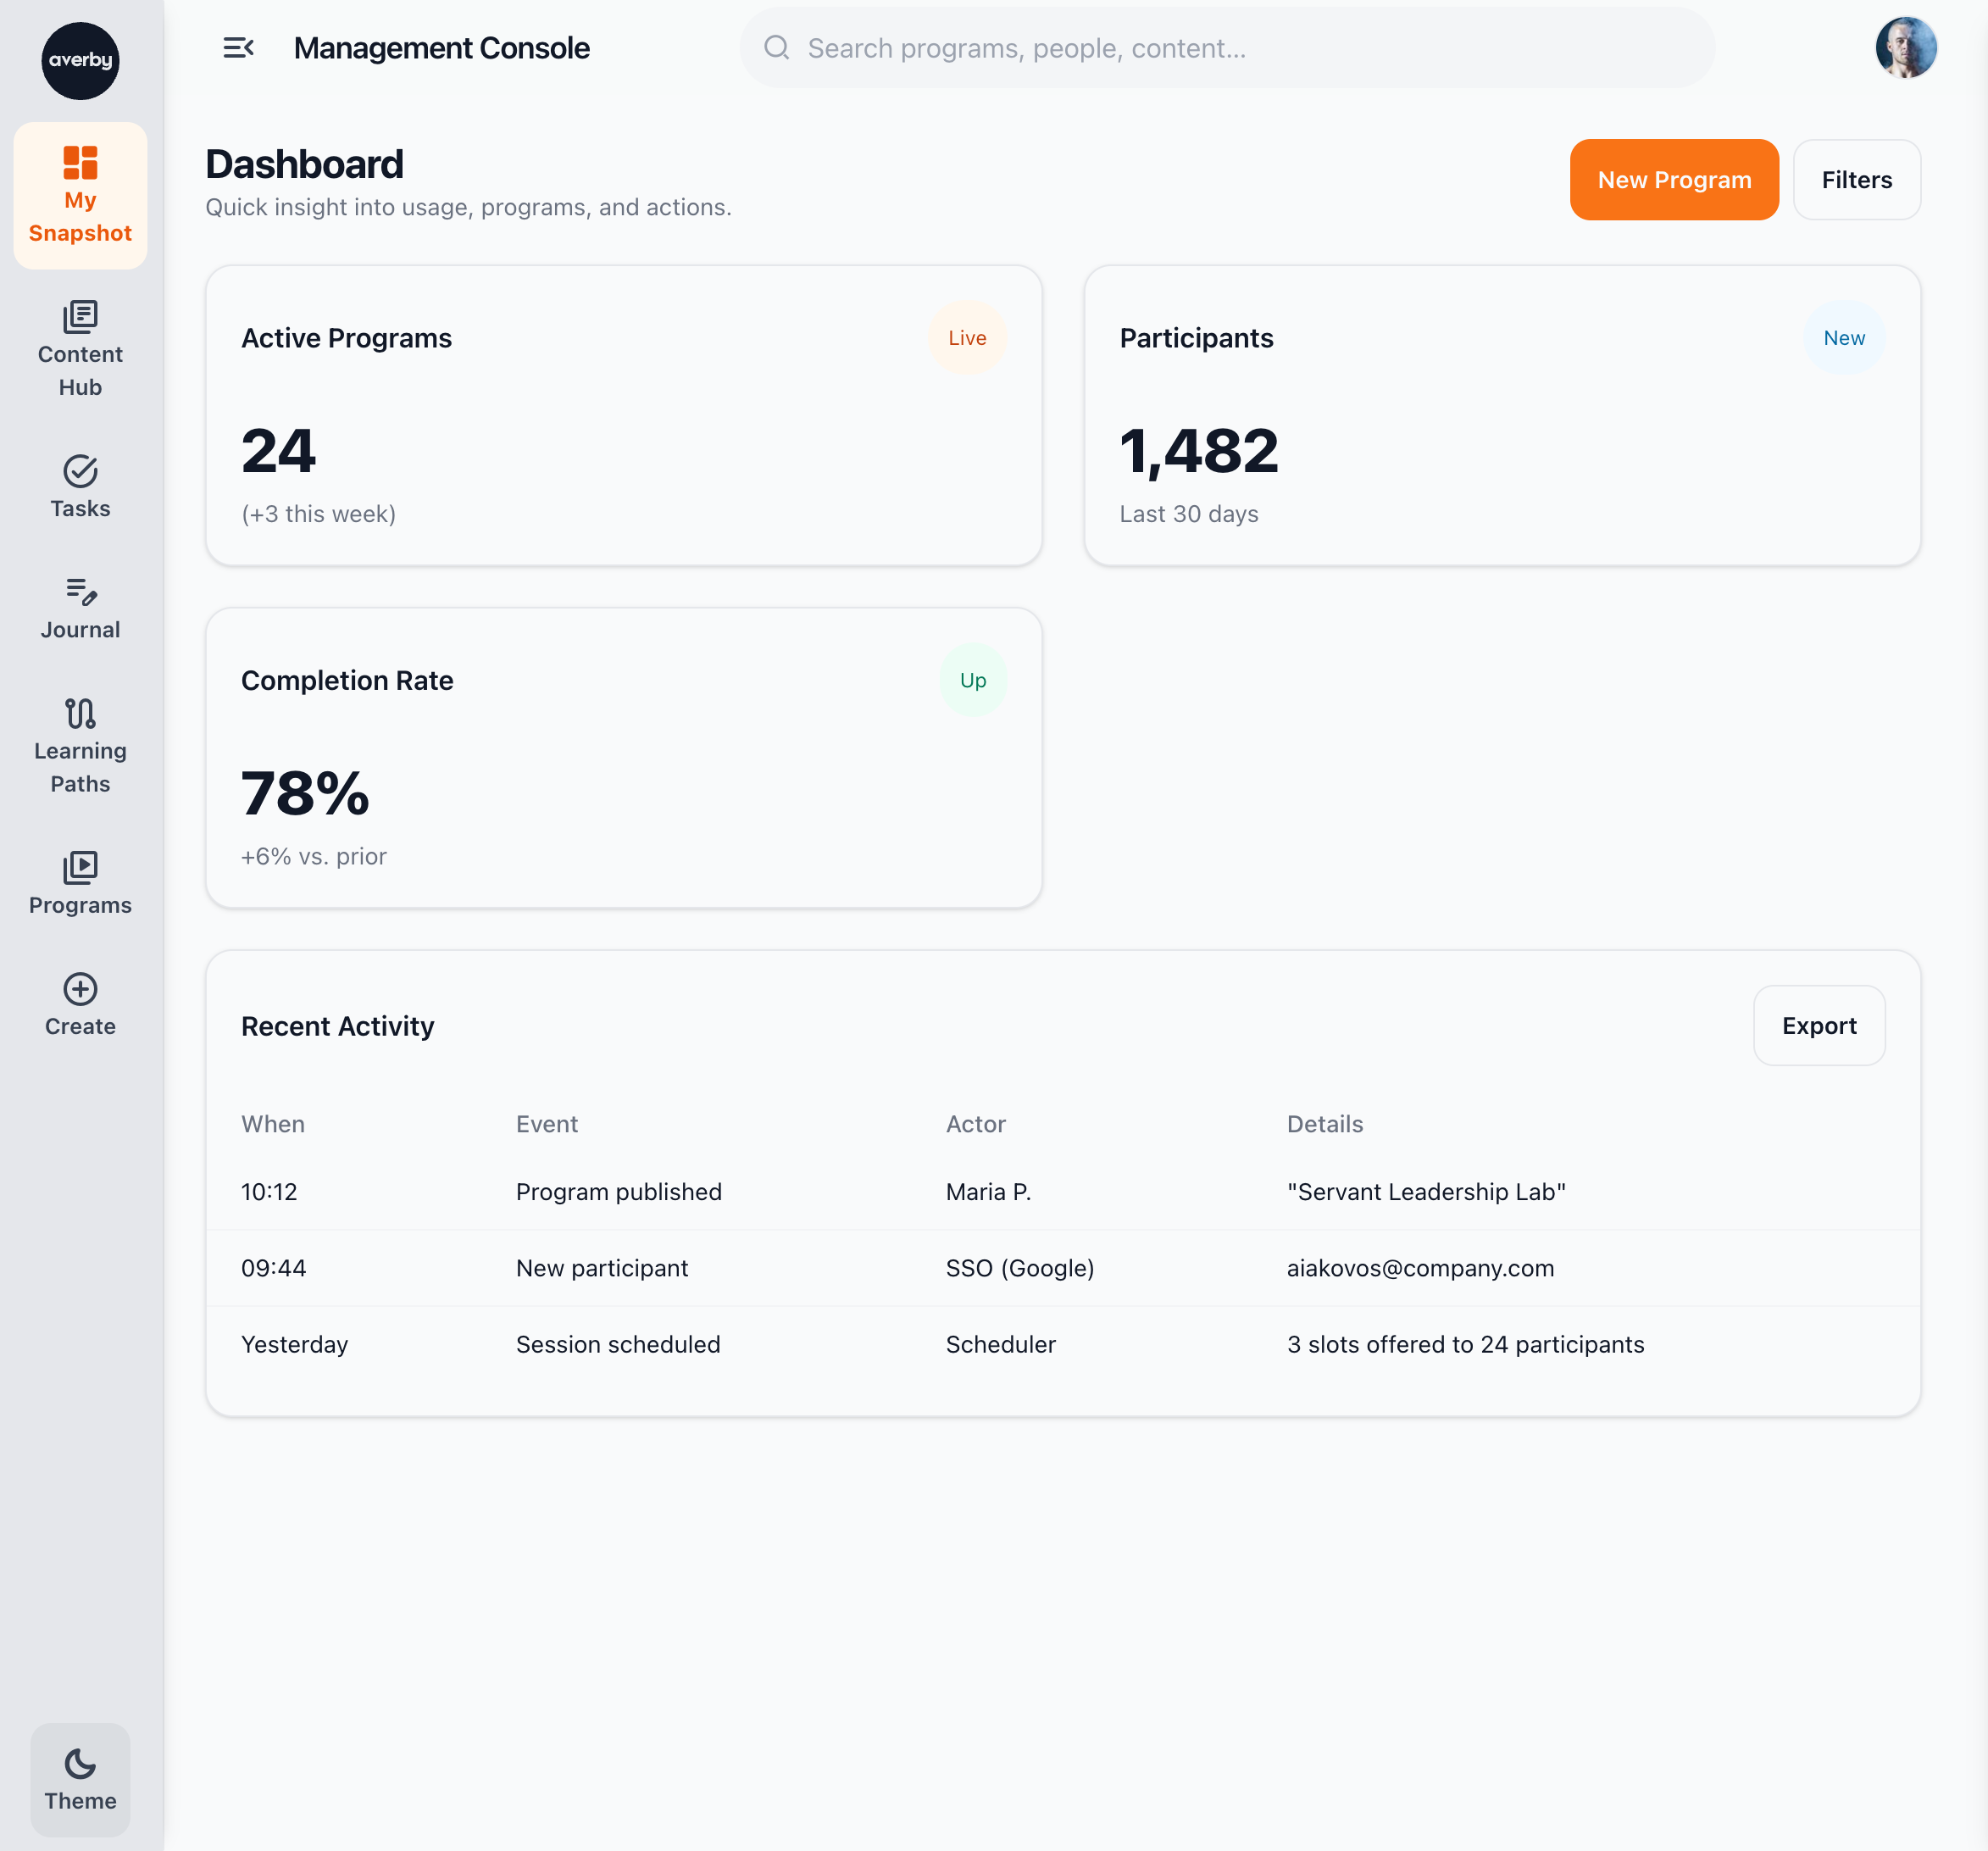 averby
Management Console
Search programs, people, content...
My
Snapshot
Content
Hub
Tasks
Journal
Learning
Paths
Programs
Create
Theme
Dashboard
Quick insight into usage, programs, and actions.
New Program
Filters
Active Programs
Live
24
(+3 this week)
Participants
New
1,482
Last 30 days
Completion Rate
Up
78%
+6% vs. prior
Recent Activity
Export
When Event Actor Details
10:12 Program published Maria P. "Servant Leadership Lab"
09:44 New participant SSO (Google) aiakovos@company.com
Yesterday Session scheduled Scheduler 3 slots offered to 24 participants